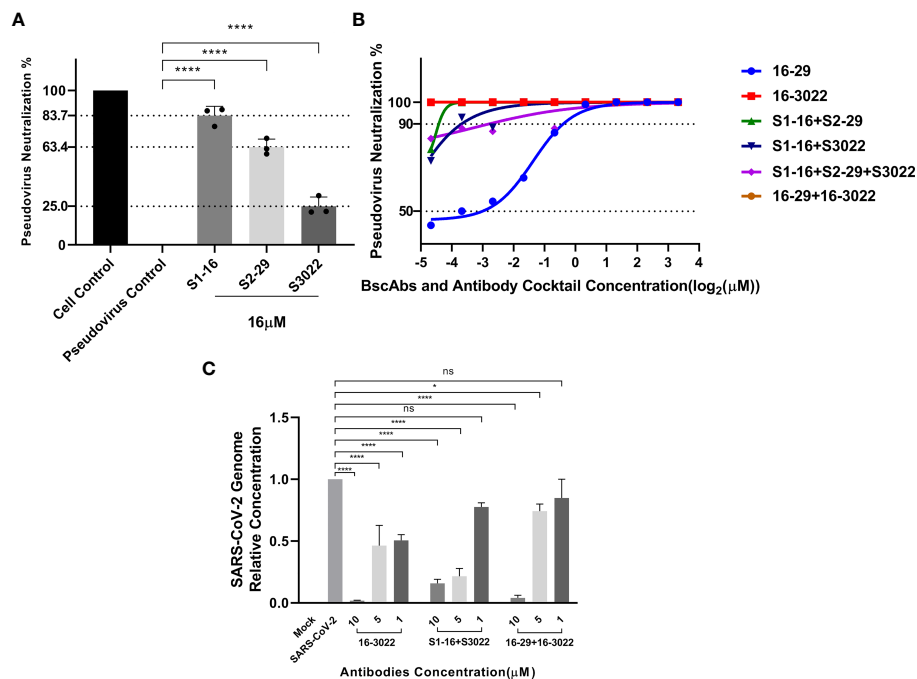 A
****
****
****
Pseudovirus Neutralization %
100
83.7
63.4
25.0
0
Cell Control
Pseudovirus Control
S1-16
S2-29
S3022
16μM
B
Pseudovirus Neutralization %
100
90
50
-5 -4 -3 -2 -1 0 1 2 3 4
BscAbs and Antibody Cocktail Concentration(log2(μM))
16-29
16-3022
S1-16+S2-29
S1-16+S3022
S1-16+S2-29+S3022
16-29+16-3022
C
ns
*
****
ns
****
****
****
****
****
SARS-CoV-2 Genome
Relative Concentration
1.5
1.0
0.5
0.0
Mock
SARS-CoV-2
10 5 1 10 5 1 10 5 1
16-3022 S1-16+S3022 16-29+16-3022
Antibodies Concentration(μM)